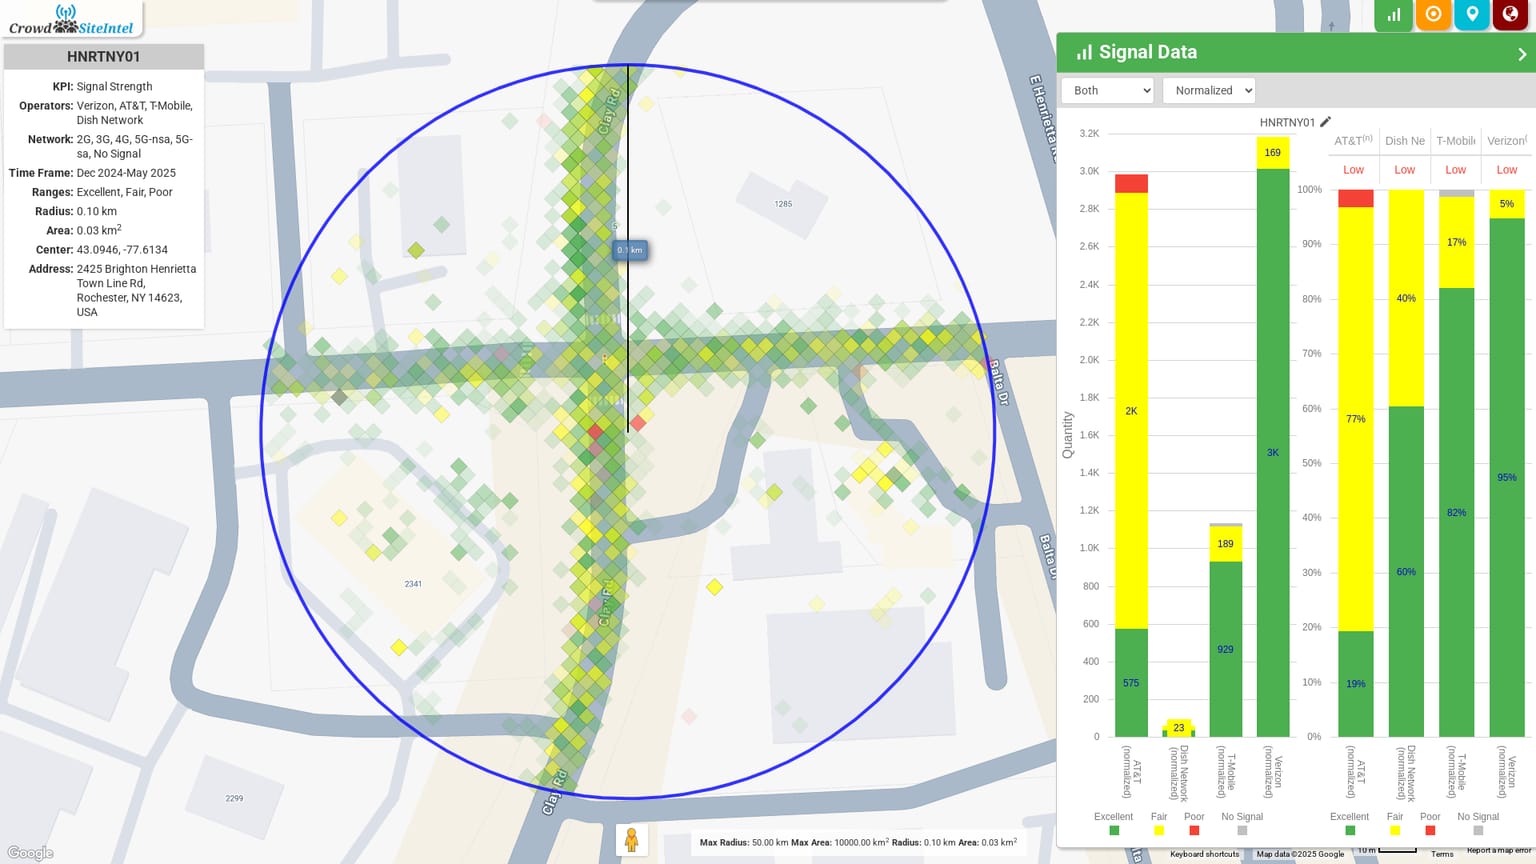 Crowd SiteIntel
HNRTNY01
KPI: Signal Strength
Operators: Verizon, AT&T, T-Mobile,
Dish Network
Network: 2G, 3G, 4G, 5G-nsa, 5G-
sa, No Signal
Time Frame: Dec 2024-May 2025
Ranges: Excellent, Fair, Poor
Radius: 0.10 km
Area: 0.03 km²
Center: 43.0946, -77.6134
Address: 2425 Brighton Henrietta
Town Line Rd,
Rochester, NY 14623,
USA
Clay Rd
E Henrietta
1285
0.1 km
Balta Dr
Balta
2341
Clay Rd
2299
Clay Rd
Google
Max Radius: 50.00 km Max Area: 10000.00 km² Radius: 0.10 km Area: 0.03 km²
Signal Data
Both
Normalized
HNRTNY01
3.2K
3.0K
2.8K
2.6K
2.4K
2.2K
2.0K
1.8K
1.6K
1.4K
1.2K
1.0K
800
600
400
200
0
Quantity
2K
575
23
189
929
169
3K
AT&T
(normalized)
Dish Network
(normalized)
T-Mobile
(normalized)
Verizon
(normalized)
Excellent
Fair
Poor
No Signal
AT&T(n)
Dish Ne
T-Mobil
Verizon(
Low
Low
Low
Low
100%
90%
80%
70%
60%
50%
40%
30%
20%
10%
0%
77%
19%
40%
60%
17%
82%
5%
95%
AT&T
(normalized)
Dish Network
(normalized)
T-Mobile
(normalized)
Verizon
(normalized)
Excellent
Fair
Poor
No Signal
Keyboard shortcuts
Map data ©2025 Google
10 m
Terms
Report a map error